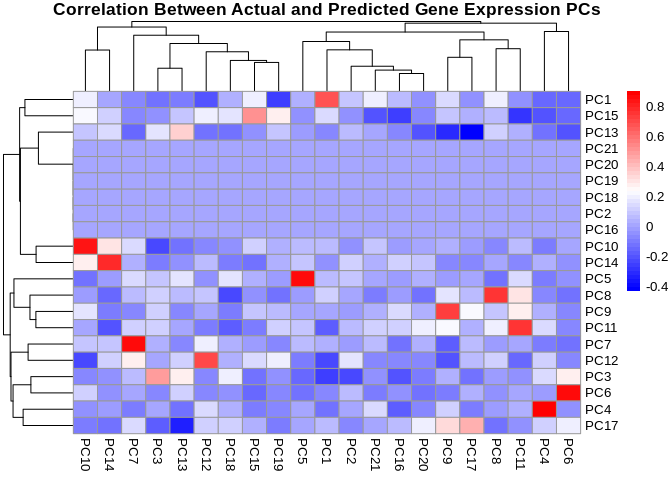 Correlation Between Actual and Predicted Gene Expression PCs
PC1
PC15
PC13
PC21
PC20
PC19
PC18
PC2
PC16
PC10
PC14
PC5
PC8
PC9
PC11
PC7
PC12
PC3
PC6
PC4
PC17
0.8
0.6
0.4
0.2
0
-0.2
-0.4
PC10
PC14
PC7
PC3
PC13
PC12
PC18
PC15
PC19
PC5
PC1
PC2
PC21
PC16
PC20
PC9
PC17
PC8
PC11
PC4
PC6